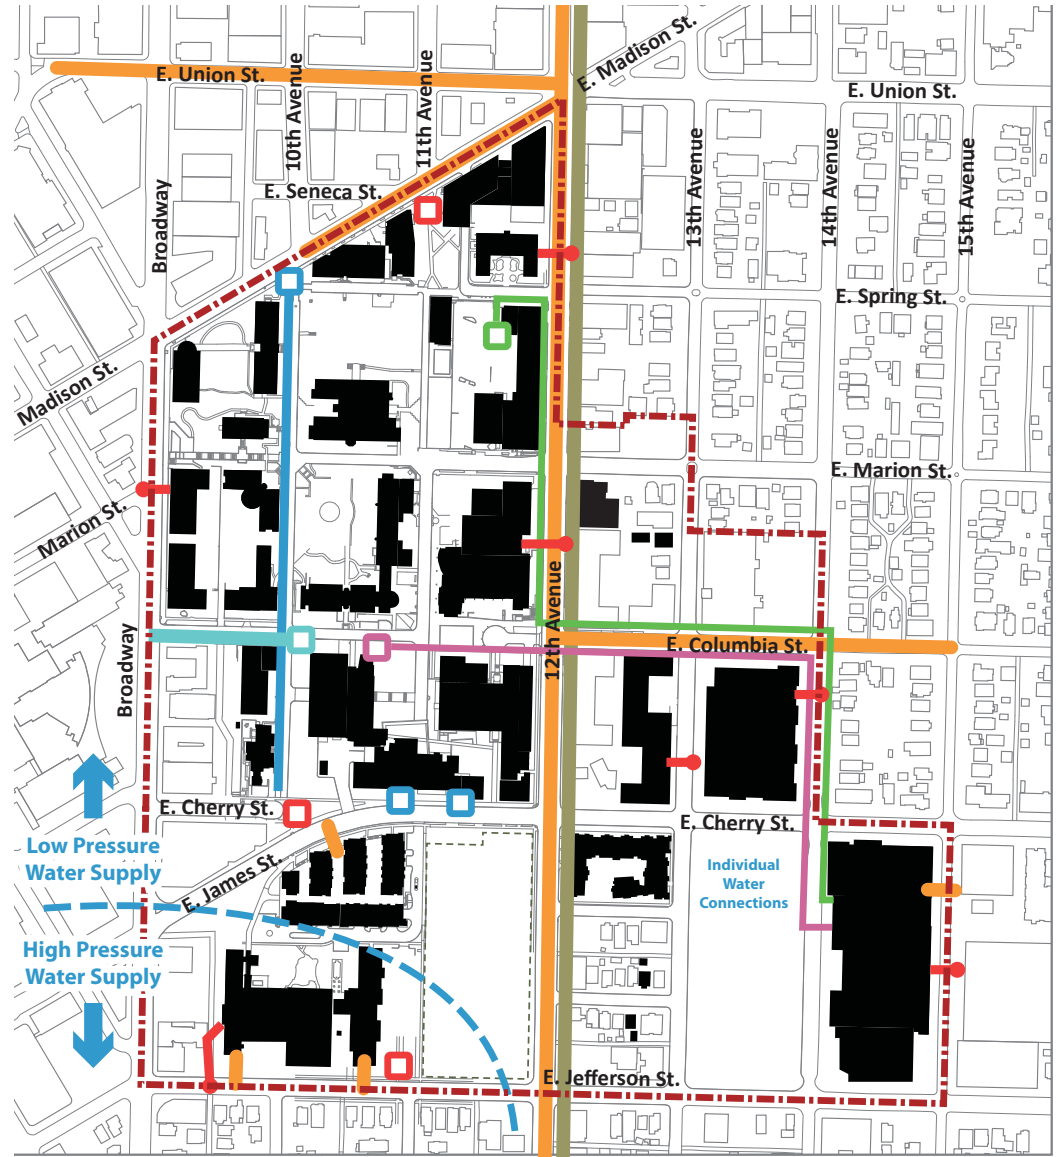 E. Madison St.
E. Union St.
E. Union St.
10th Avenue
11th Avenue
E. Seneca St.
13th Avenue
14th Avenue
15th Avenue
Broadway
E. Spring St.
Madison St.
E. Marion St.
Marion St.
12th Avenue
Broadway
E. Columbia St.
E. Cherry St.
E. Cherry St.
Low Pressure
Water Supply
E. James St.
Individual
Water
Connections
High Pressure
Water Supply
E. Jefferson St.